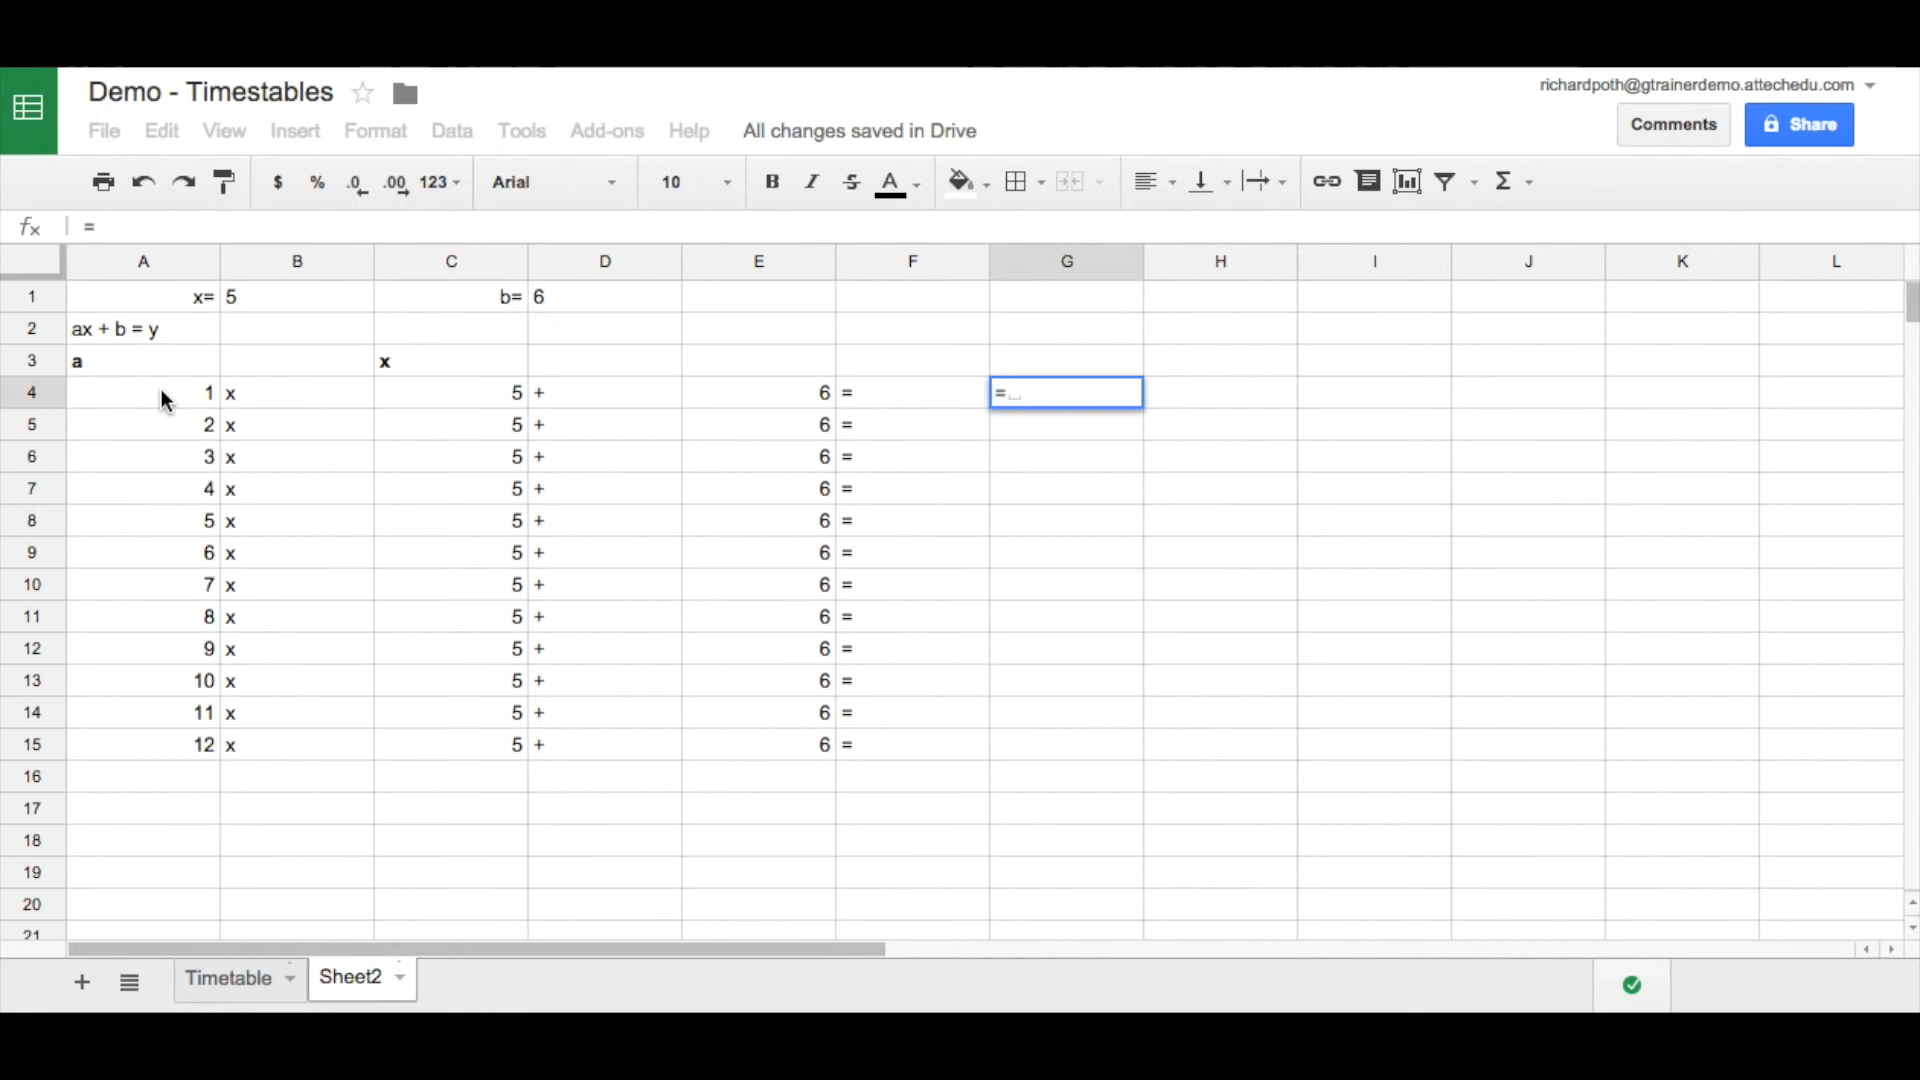 Demo - Timestables
richardpoth@gtrainerdemo.attechedu.com
File Edit View Insert Format Data Tools Add-ons Help All changes saved in Drive
Comments Share
$ % .0 .00 123 Arial 10 B I S A Σ
fx =
A B C D E F G H I J K L
1 x= 5 b= 6
2 ax + b = y
3 a x
4 1 x 5 + 6 = =
5 2 x 5 + 6 =
6 3 x 5 + 6 =
7 4 x 5 + 6 =
8 5 x 5 + 6 =
9 6 x 5 + 6 =
10 7 x 5 + 6 =
11 8 x 5 + 6 =
12 9 x 5 + 6 =
13 10 x 5 + 6 =
14 11 x 5 + 6 =
15 12 x 5 + 6 =
16
17
18
19
20
21
+ Timetable Sheet2